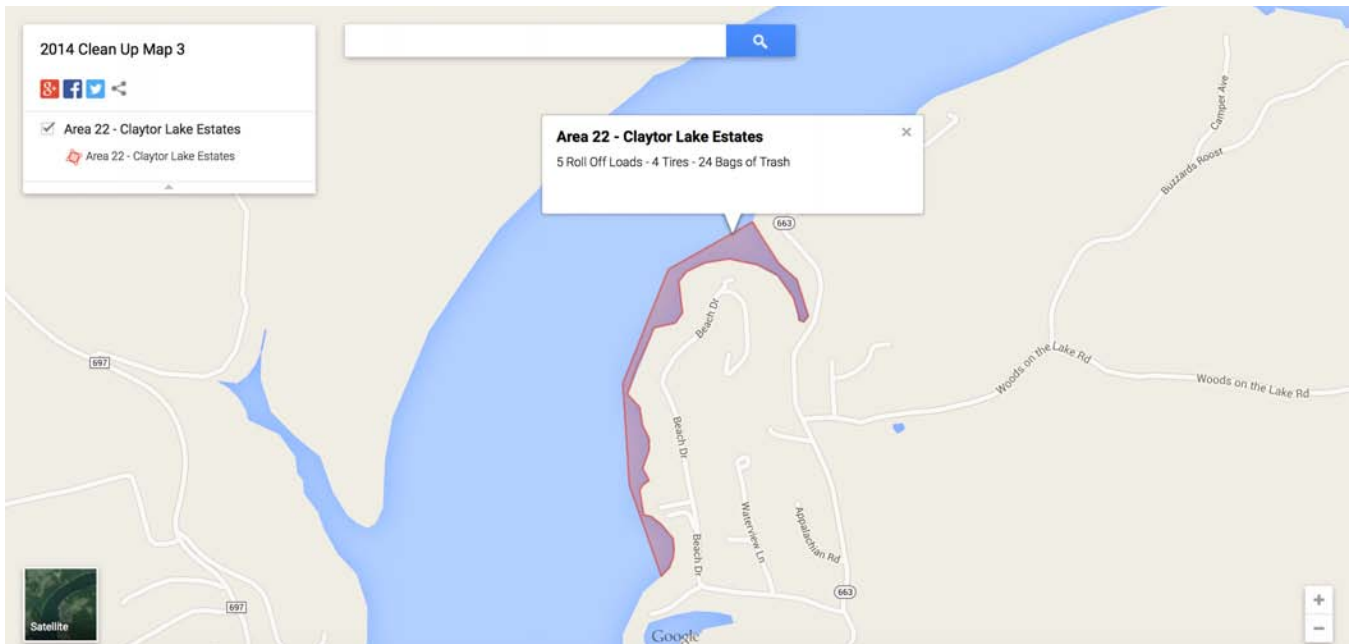 2014 Clean Up Map 3
g+ f
Area 22 - Claytor Lake Estates
Area 22 - Claytor Lake Estates
Area 22 - Claytor Lake Estates ×
5 Roll Off Loads - 4 Tires - 24 Bags of Trash
Camper Ave
Buzzards Roost
663
Beach Dr
697
Woods on the Lake Rd
Woods on the Lake Rd
Beach Dr
Waterview Ln
Appalachian Rd
Beach Dr
663
697
Satellite
Google
+
−